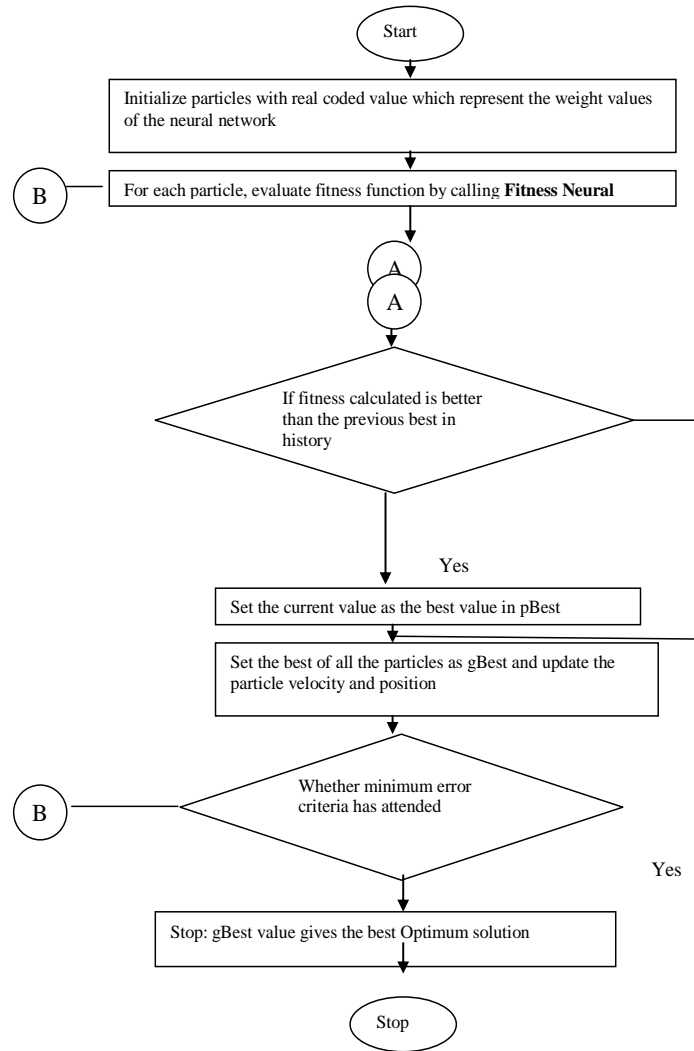 Start
Initialize particles with real coded value which represent the weight values
of the neural network
B
For each particle, evaluate fitness function by calling Fitness Neural
A
A
If fitness calculated is better
than the previous best in
history
Yes
Set the current value as the best value in pBest
Set the best of all the particles as gBest and update the
particle velocity and position
Whether minimum error
criteria has attended
B
Yes
Stop: gBest value gives the best Optimum solution
Stop